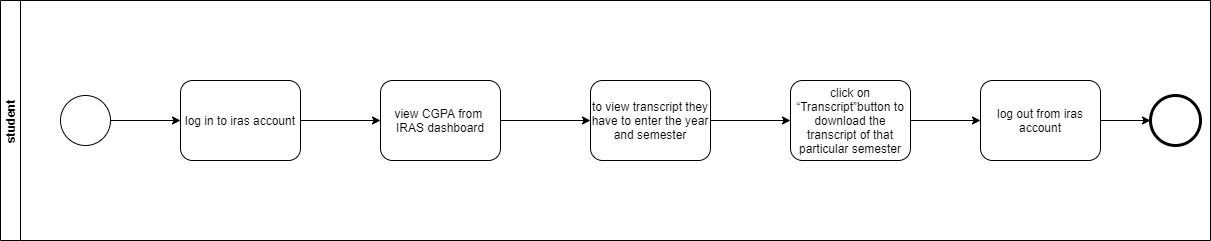 student
log in to iras account
view CGPA from
IRAS dashboard
to view transcript they
have to enter the year
and semester
click on
“Transcript”button to
download the
transcript of that
particular semester
log out from iras
account